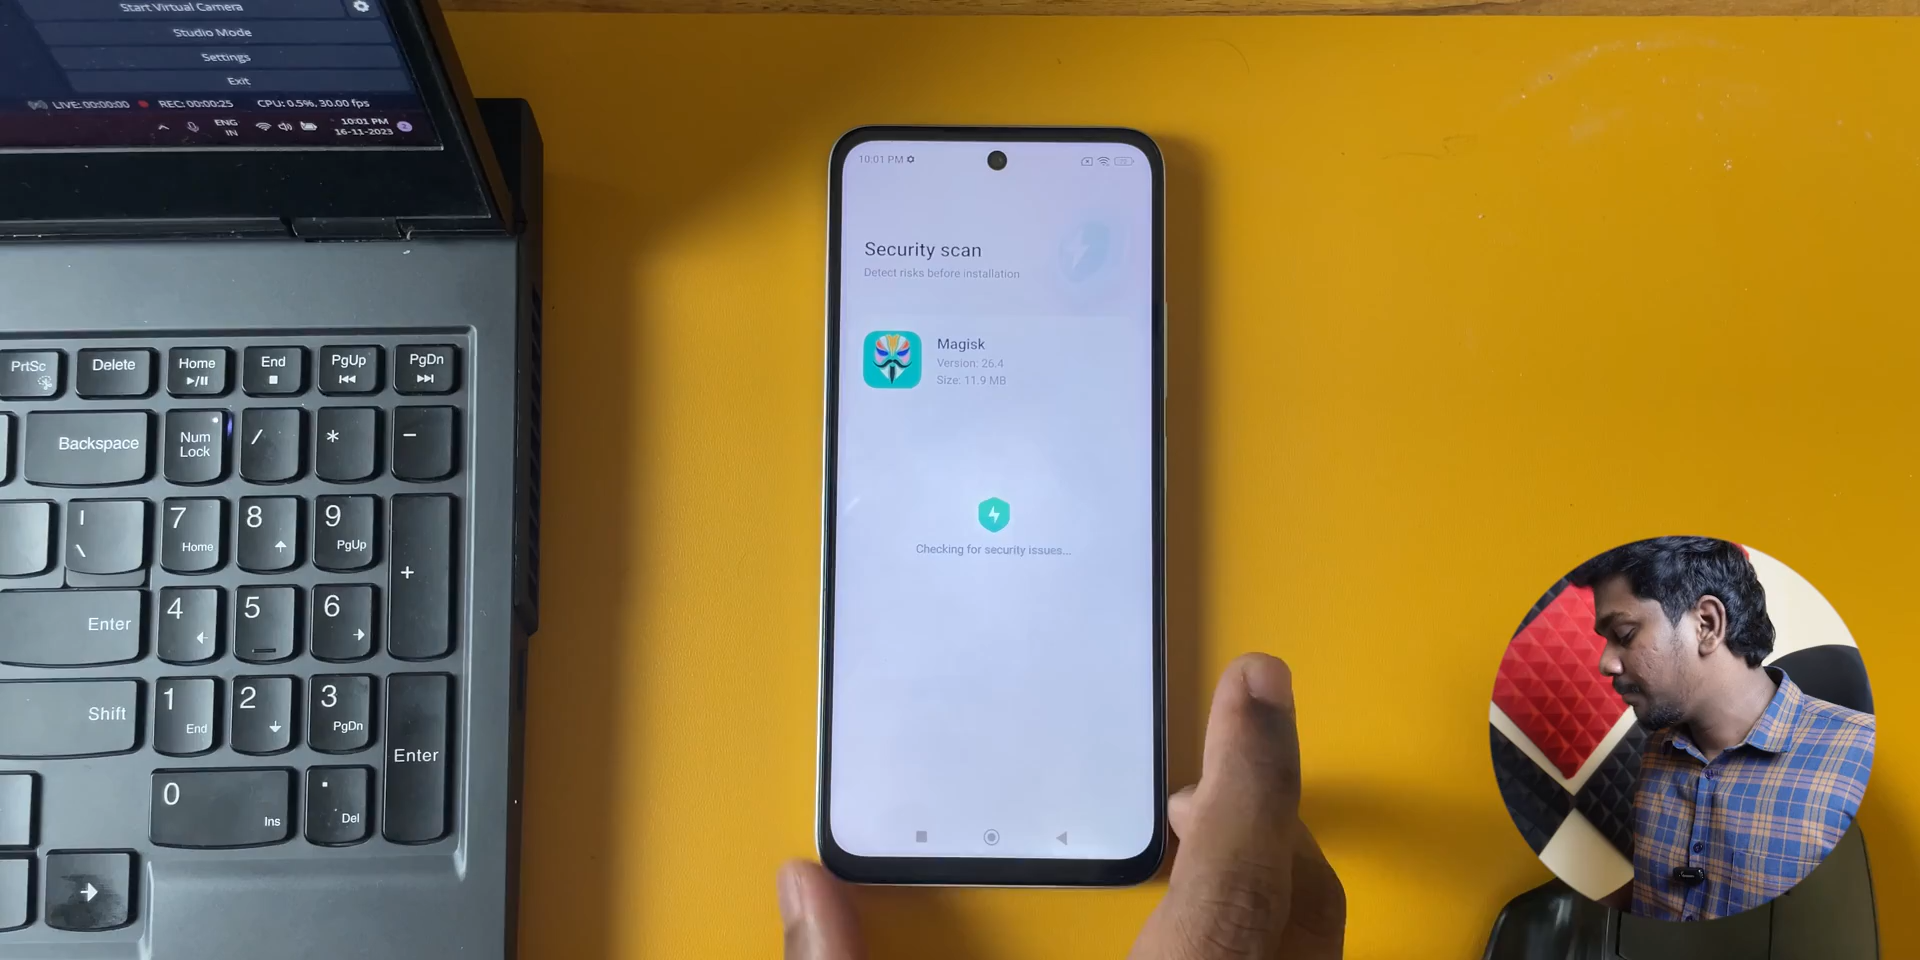 Start Virtual Camera
Studio Mode
Settings
Exit
LIVE: 00:00:00 REC: 00:00:25 CPU: 0.5%, 30.00 fps
ENG
IN
10:01 PM
16-11-2023
PrtSc
Delete
Home
End
PgUp
PgDn
Backspace
Num
Lock
/
*
-
|
\
7
Home
8
9
PgUp
+
Enter
4
5
6
Shift
1
End
2
3
PgDn
Enter
0
Ins
.
Del
10:01 PM
Security scan
Detect risks before installation
Magisk
Version: 26.4
Size: 11.9 MB
Checking for security issues...